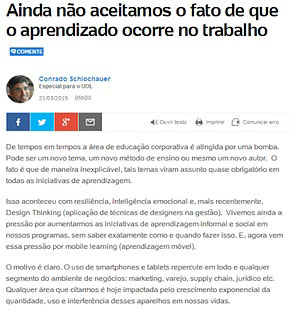 Ainda não aceitamos o fato de que
o aprendizado ocorre no trabalho
COMENTE
Conrado Schlochauer
Especial para o UOL
21/03/2015 06h00
Ouvir texto Imprimir Comunicar erro
De tempos em tempos a área de educação corporativa é atingida por uma bomba.
Pode ser um novo tema, um novo método de ensino ou mesmo um novo autor. O
fato é que de maneira inexplicável, tais temas viram assunto quase obrigatório em
todas as iniciativas de aprendizagem.
Isso aconteceu com resiliência, inteligência emocional e, mais recentemente,
Design Thinking (aplicação de técnicas de designers na gestão). Vivemos ainda a
pressão por aumentarmos as iniciativas de aprendizagem informal e social em
nossos programas, sem saber exatamente como e quando fazer isso. E, agora vem
essa pressão por mobile learning (aprendizagem móvel).
O motivo é claro. O uso de smartphones e tablets repercute em todo e qualquer
segmento do ambiente de negócios: marketing, varejo, supply chain, jurídico etc.
Qualquer área que citarmos é hoje impactada pelo crescimento exponencial da
quantidade, uso e interferência desses aparelhos em nossas vidas.